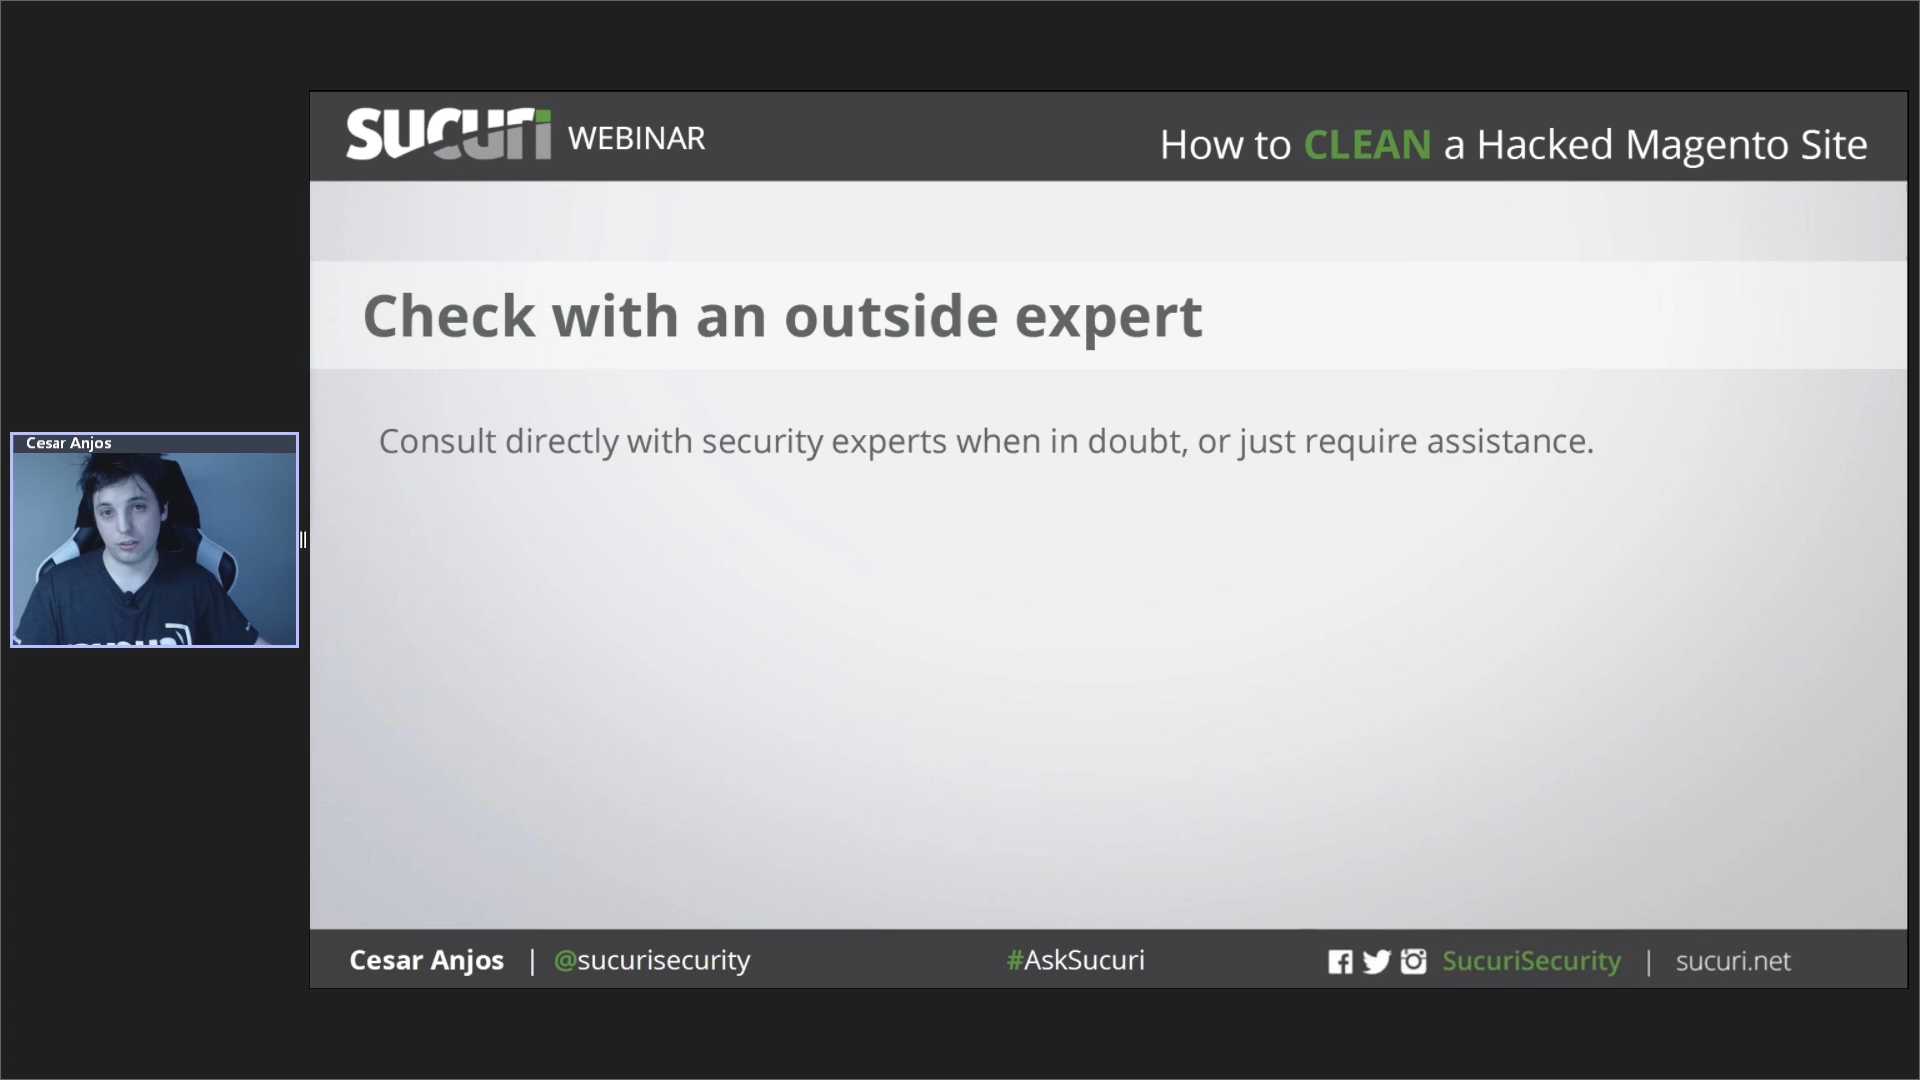 sucuri WEBINAR
How to CLEAN a Hacked Magento Site
Check with an outside expert
Consult directly with security experts when in doubt, or just require assistance.
Cesar Anjos
Cesar Anjos | @sucurisecurity
#AskSucuri
SucuriSecurity | sucuri.net